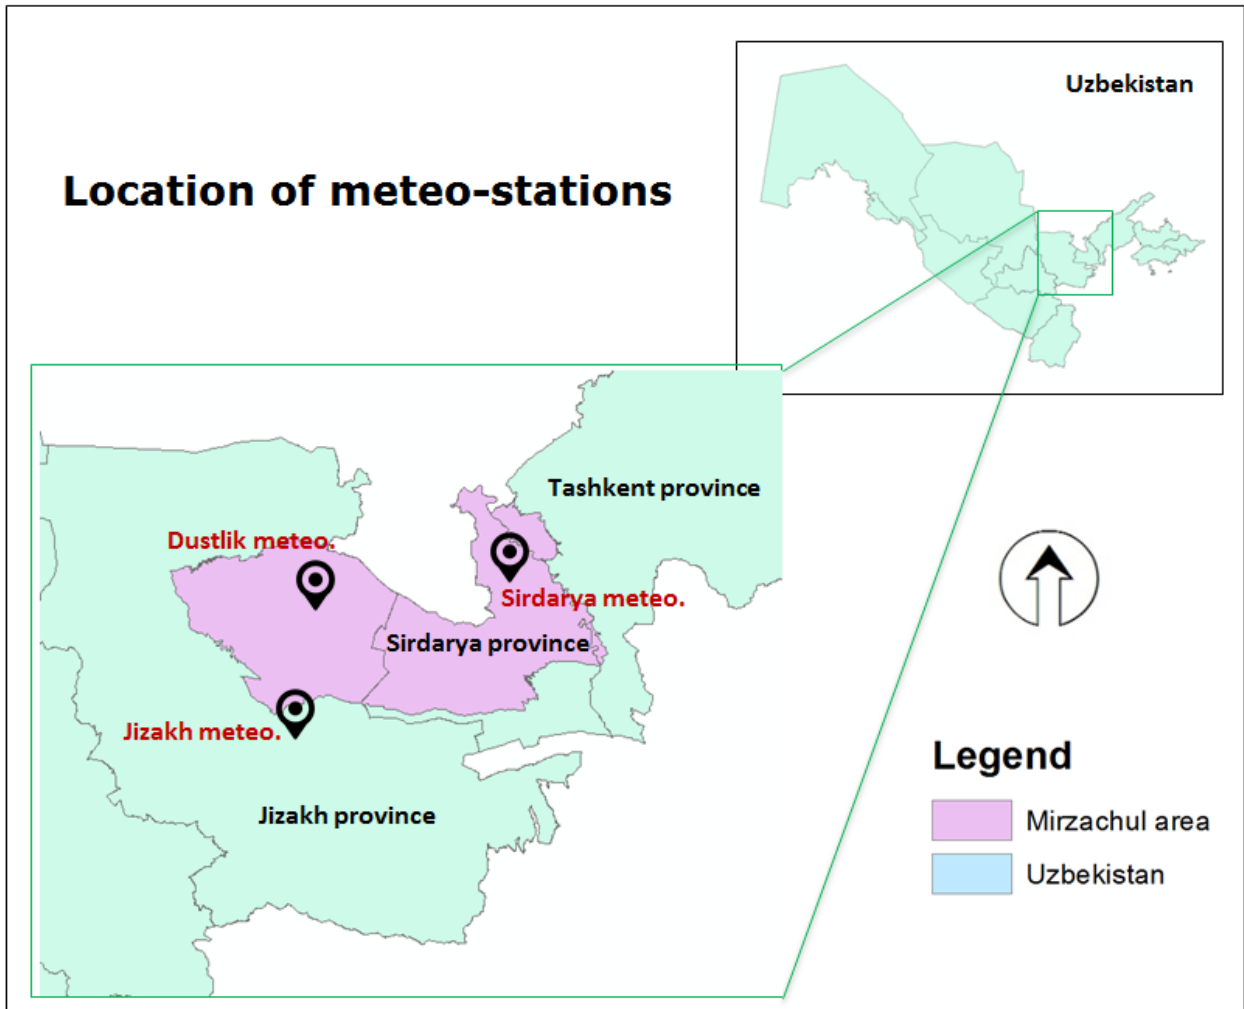 Uzbekistan
Location of meteo-stations
Tashkent province
Dustlik meteo.
Sirdarya meteo.
Sirdarya province
Jizakh meteo.
Jizakh province
Legend
Mirzachul area
Uzbekistan